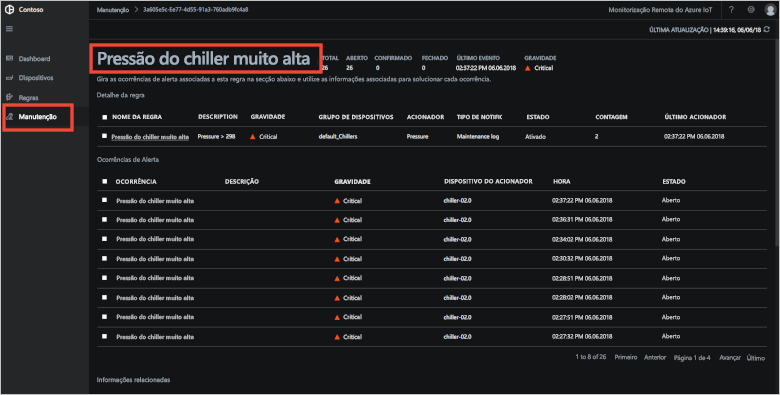 Contoso
Manutenção > 3a605e5c-5e77-4d55-91a3-760adb9fc4a8
Monitorização Remota do Azure IoT
ÚLTIMA ATUALIZAÇÃO | 14:39:16, 06/06/18
Dashboard
Dispositivos
Regras
Manutenção
Pressão do chiller muito alta
TOTAL ABERTO CONFIRMADO FECHADO ÚLTIMO EVENTO GRAVIDADE
26 26 0 0 02:37:22 PM 06.06.2018 Critical
Gira as ocorrências de alerta associadas a esta regra na secção abaixo e utilize as informações associadas para solucionar cada ocorrência.
Detalhe da regra
NOME DA REGRA DESCRIPTION GRAVIDADE GRUPO DE DISPOSITIVOS ACIONADOR TIPO DE NOTIFIK ESTADO CONTAGEM ÚLTIMO ACIONADOR
Pressão do chiller muito alta Pressure > 298 Critical default_Chillers Pressure Maintenance log Ativado 2 02:37:22 PM 06.06.2018
Ocorrências de Alerta
OCORRÊNCIA DESCRIÇÃO GRAVIDADE DISPOSITIVO DO ACIONADOR HORA ESTADO
Pressão do chiller muito alta Critical chiller-02.0 02:37:22 PM 06.06.2018 Aberto
Pressão do chiller muito alta Critical chiller-02.0 02:36:31 PM 06.06.2018 Aberto
Pressão do chiller muito alta Critical chiller-02.0 02:34:02 PM 06.06.2018 Aberto
Pressão do chiller muito alta Critical chiller-02.0 02:30:32 PM 06.06.2018 Aberto
Pressão do chiller muito alta Critical chiller-02.0 02:28:51 PM 06.06.2018 Aberto
Pressão do chiller muito alta Critical chiller-02.0 02:28:02 PM 06.06.2018 Aberto
Pressão do chiller muito alta Critical chiller-02.0 02:27:51 PM 06.06.2018 Aberto
Pressão do chiller muito alta Critical chiller-02.0 02:27:32 PM 06.06.2018 Aberto
1 to 8 of 26 Primeiro Anterior Página 1 de 4 Avançar Último
Informações relacionadas